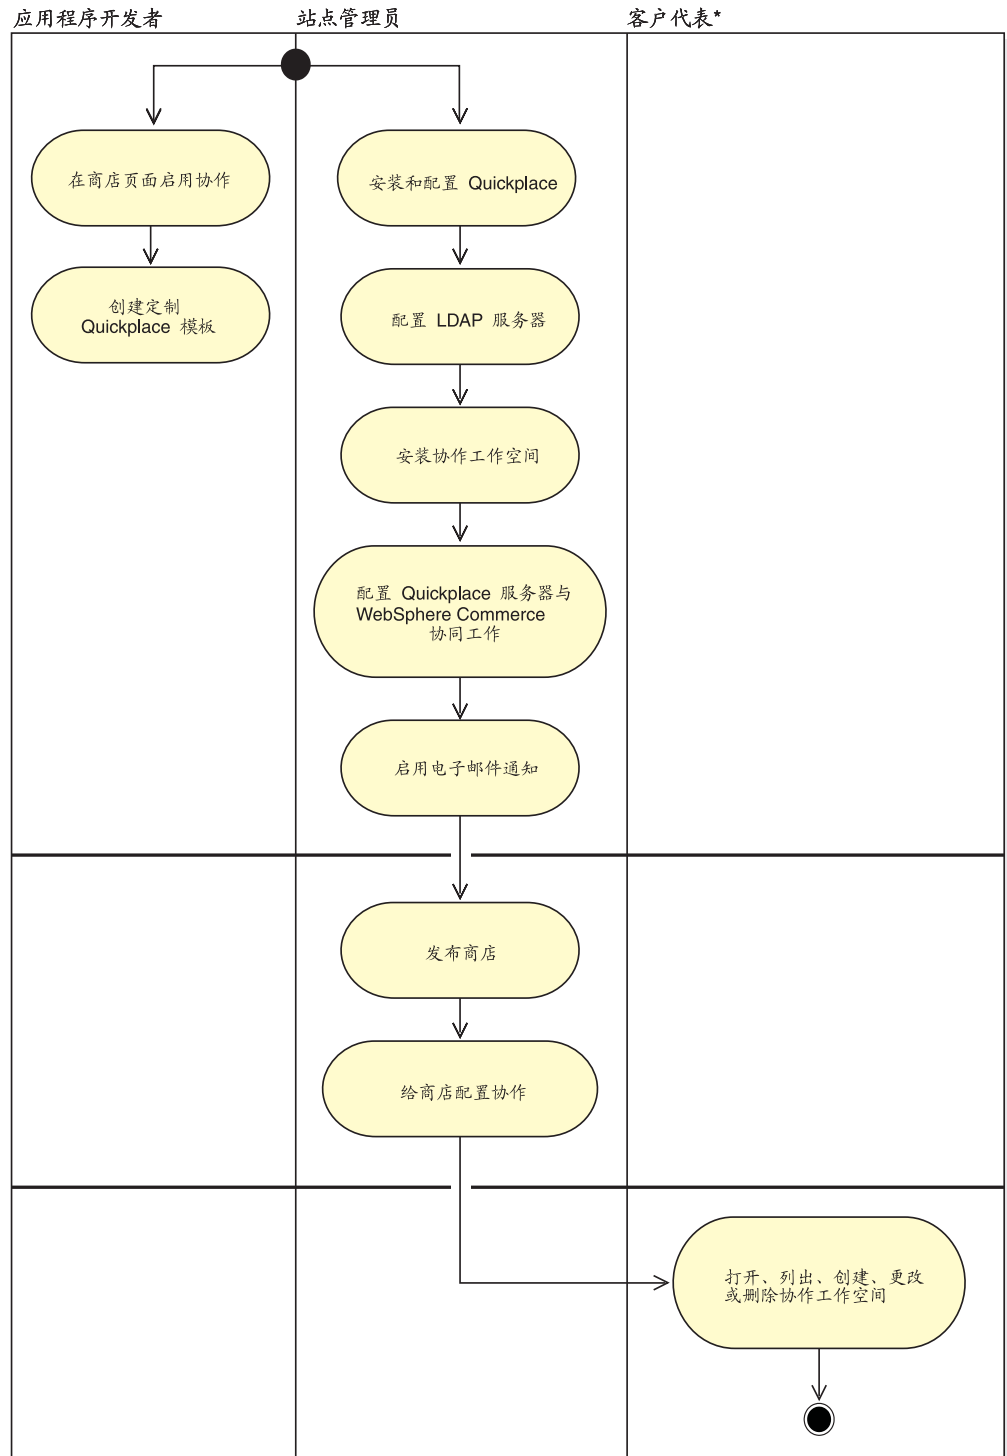 应用程序开发者
站点管理员
客户代表*
在商店页面启用协作
安装和配置 Quickplace
创建定制
Quickplace 模板
配置 LDAP 服务器
安装协作工作空间
配置 Quickplace 服务器与
WebSphere Commerce
协同工作
启用电子邮件通知
发布商店
给商店配置协作
打开、列出、创建、更改
或删除协作工作空间